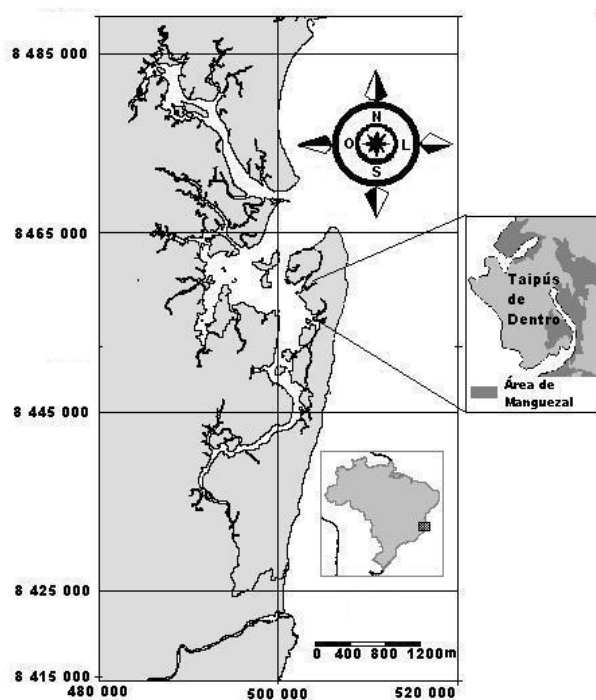 8 485 000
N
O
L
S
8 465 000
Taipús
de
Dentro
Área de
Manguezal
8 445 000
8 425 000
0 400 800 1200m
8 415 000
480 000
500 000
520 000